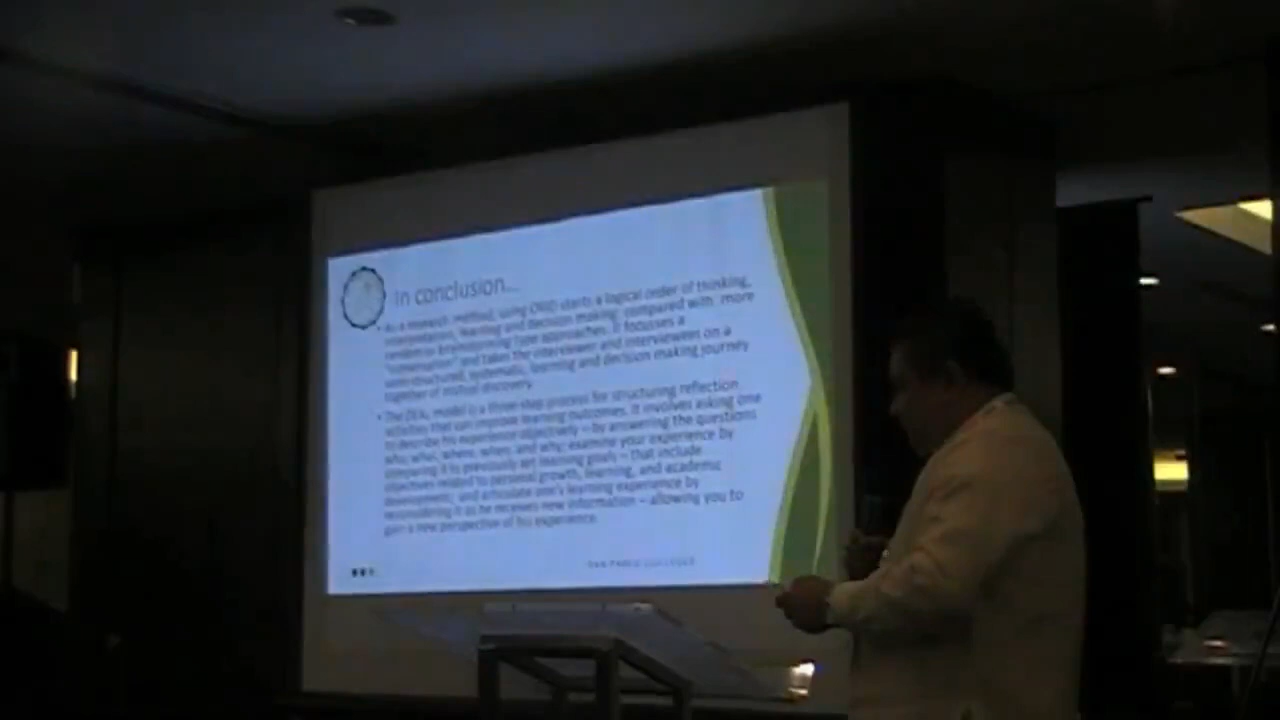 In conclusion...
• As a research method, using ORID starts a logical order of thinking,
interpretation, learning and decision making; compared with more
random or brainstorming type approaches. It focusses a
"conversation" and takes the interviewer and interviewee on a
semi-structured, systematic, learning and decision making journey
together of mutual discovery.
• The DEAL model is a three-step process for structuring reflection
activities that can improve learning outcomes. It involves asking one
to describe his experience objectively – by answering the questions
who, what, where, when, and why; examine your experience by
comparing it to previously set learning goals – that include
objectives related to personal growth, learning, and academic
development; and articulate one's learning experience by
reconsidering it as he receives new information – allowing you to
gain a new perspective of his experience.
SAN PABLO COLLEGES